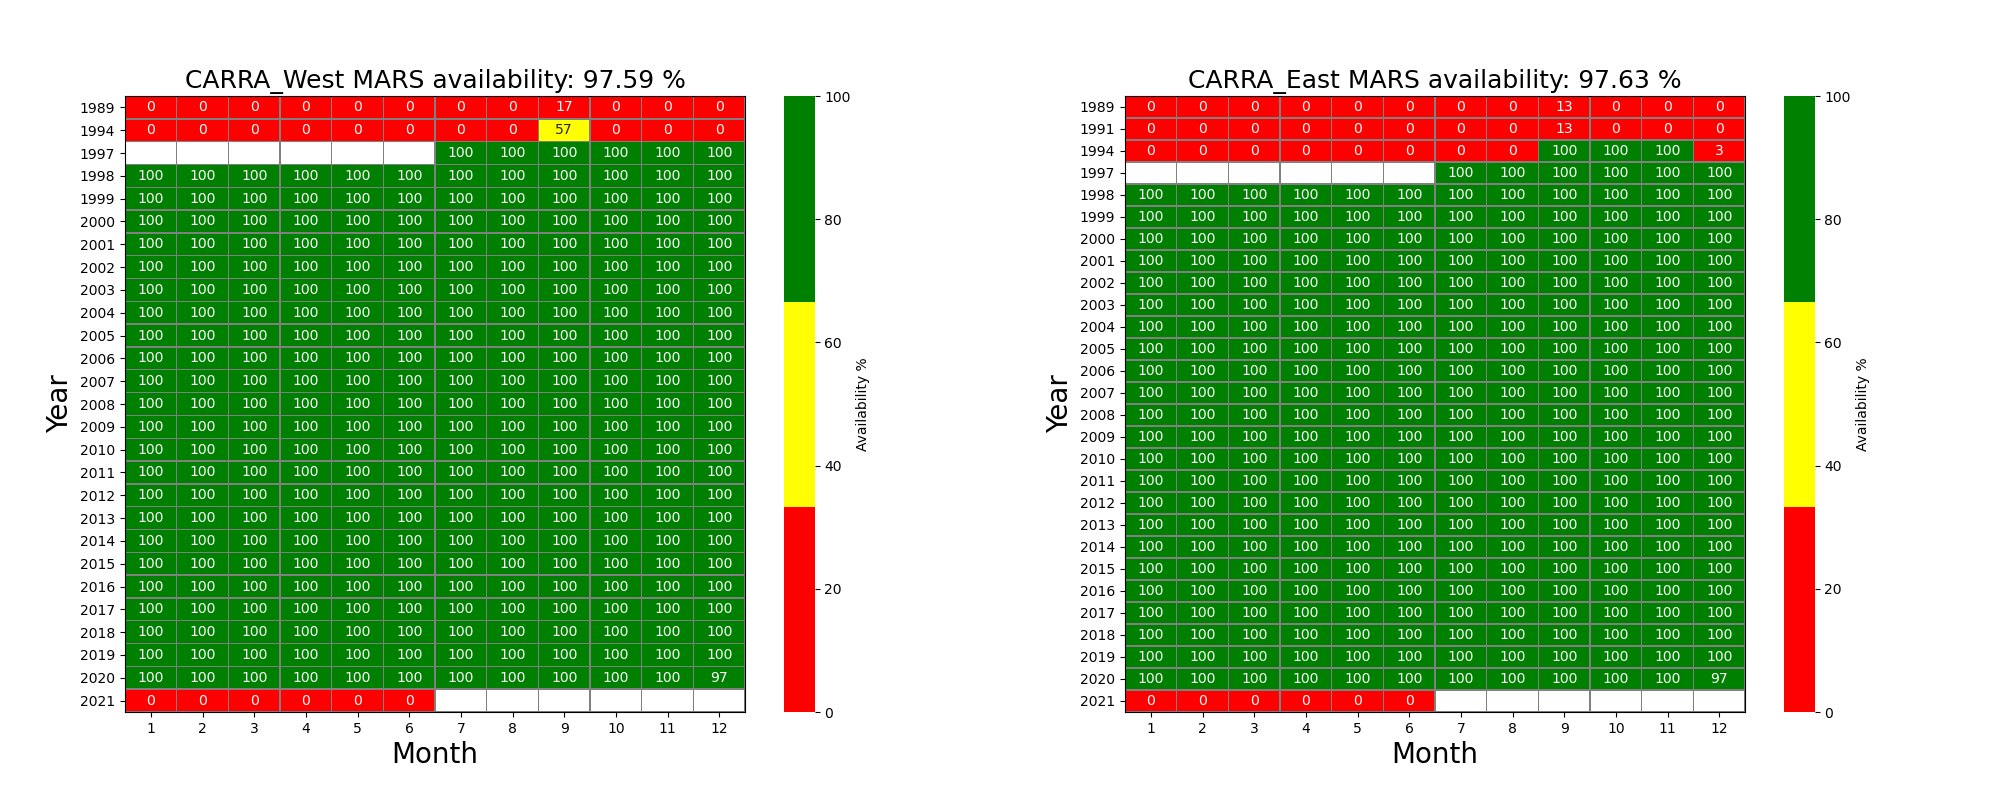 CARRA_West MARS availability: 97.59 %
1989 0 0 0 0 0 0 0 0 17 0 0 0
1994 0 0 0 0 0 0 0 0 57 0 0 0
1997 100 100 100 100 100 100
1998 100 100 100 100 100 100 100 100 100 100 100 100
1999 100 100 100 100 100 100 100 100 100 100 100 100
2000 100 100 100 100 100 100 100 100 100 100 100 100
2001 100 100 100 100 100 100 100 100 100 100 100 100
2002 100 100 100 100 100 100 100 100 100 100 100 100
2003 100 100 100 100 100 100 100 100 100 100 100 100
2004 100 100 100 100 100 100 100 100 100 100 100 100
2005 100 100 100 100 100 100 100 100 100 100 100 100
2006 100 100 100 100 100 100 100 100 100 100 100 100
2007 100 100 100 100 100 100 100 100 100 100 100 100
2008 100 100 100 100 100 100 100 100 100 100 100 100
2009 100 100 100 100 100 100 100 100 100 100 100 100
2010 100 100 100 100 100 100 100 100 100 100 100 100
2011 100 100 100 100 100 100 100 100 100 100 100 100
2012 100 100 100 100 100 100 100 100 100 100 100 100
2013 100 100 100 100 100 100 100 100 100 100 100 100
2014 100 100 100 100 100 100 100 100 100 100 100 100
2015 100 100 100 100 100 100 100 100 100 100 100 100
2016 100 100 100 100 100 100 100 100 100 100 100 100
2017 100 100 100 100 100 100 100 100 100 100 100 100
2018 100 100 100 100 100 100 100 100 100 100 100 100
2019 100 100 100 100 100 100 100 100 100 100 100 100
2020 100 100 100 100 100 100 100 100 100 100 100 97
2021 0 0 0 0 0 0
1 2 3 4 5 6 7 8 9 10 11 12
Month
Year
100
80
60
40
20
0
Availability %
CARRA_East MARS availability: 97.63 %
1989 0 0 0 0 0 0 0 0 13 0 0 0
1991 0 0 0 0 0 0 0 0 13 0 0 0
1994 0 0 0 0 0 0 0 0 100 100 100 3
1997 100 100 100 100 100 100
1998 100 100 100 100 100 100 100 100 100 100 100 100
1999 100 100 100 100 100 100 100 100 100 100 100 100
2000 100 100 100 100 100 100 100 100 100 100 100 100
2001 100 100 100 100 100 100 100 100 100 100 100 100
2002 100 100 100 100 100 100 100 100 100 100 100 100
2003 100 100 100 100 100 100 100 100 100 100 100 100
2004 100 100 100 100 100 100 100 100 100 100 100 100
2005 100 100 100 100 100 100 100 100 100 100 100 100
2006 100 100 100 100 100 100 100 100 100 100 100 100
2007 100 100 100 100 100 100 100 100 100 100 100 100
2008 100 100 100 100 100 100 100 100 100 100 100 100
2009 100 100 100 100 100 100 100 100 100 100 100 100
2010 100 100 100 100 100 100 100 100 100 100 100 100
2011 100 100 100 100 100 100 100 100 100 100 100 100
2012 100 100 100 100 100 100 100 100 100 100 100 100
2013 100 100 100 100 100 100 100 100 100 100 100 100
2014 100 100 100 100 100 100 100 100 100 100 100 100
2015 100 100 100 100 100 100 100 100 100 100 100 100
2016 100 100 100 100 100 100 100 100 100 100 100 100
2017 100 100 100 100 100 100 100 100 100 100 100 100
2018 100 100 100 100 100 100 100 100 100 100 100 100
2019 100 100 100 100 100 100 100 100 100 100 100 100
2020 100 100 100 100 100 100 100 100 100 100 100 97
2021 0 0 0 0 0 0
1 2 3 4 5 6 7 8 9 10 11 12
Month
Year
100
80
60
40
20
0
Availability %